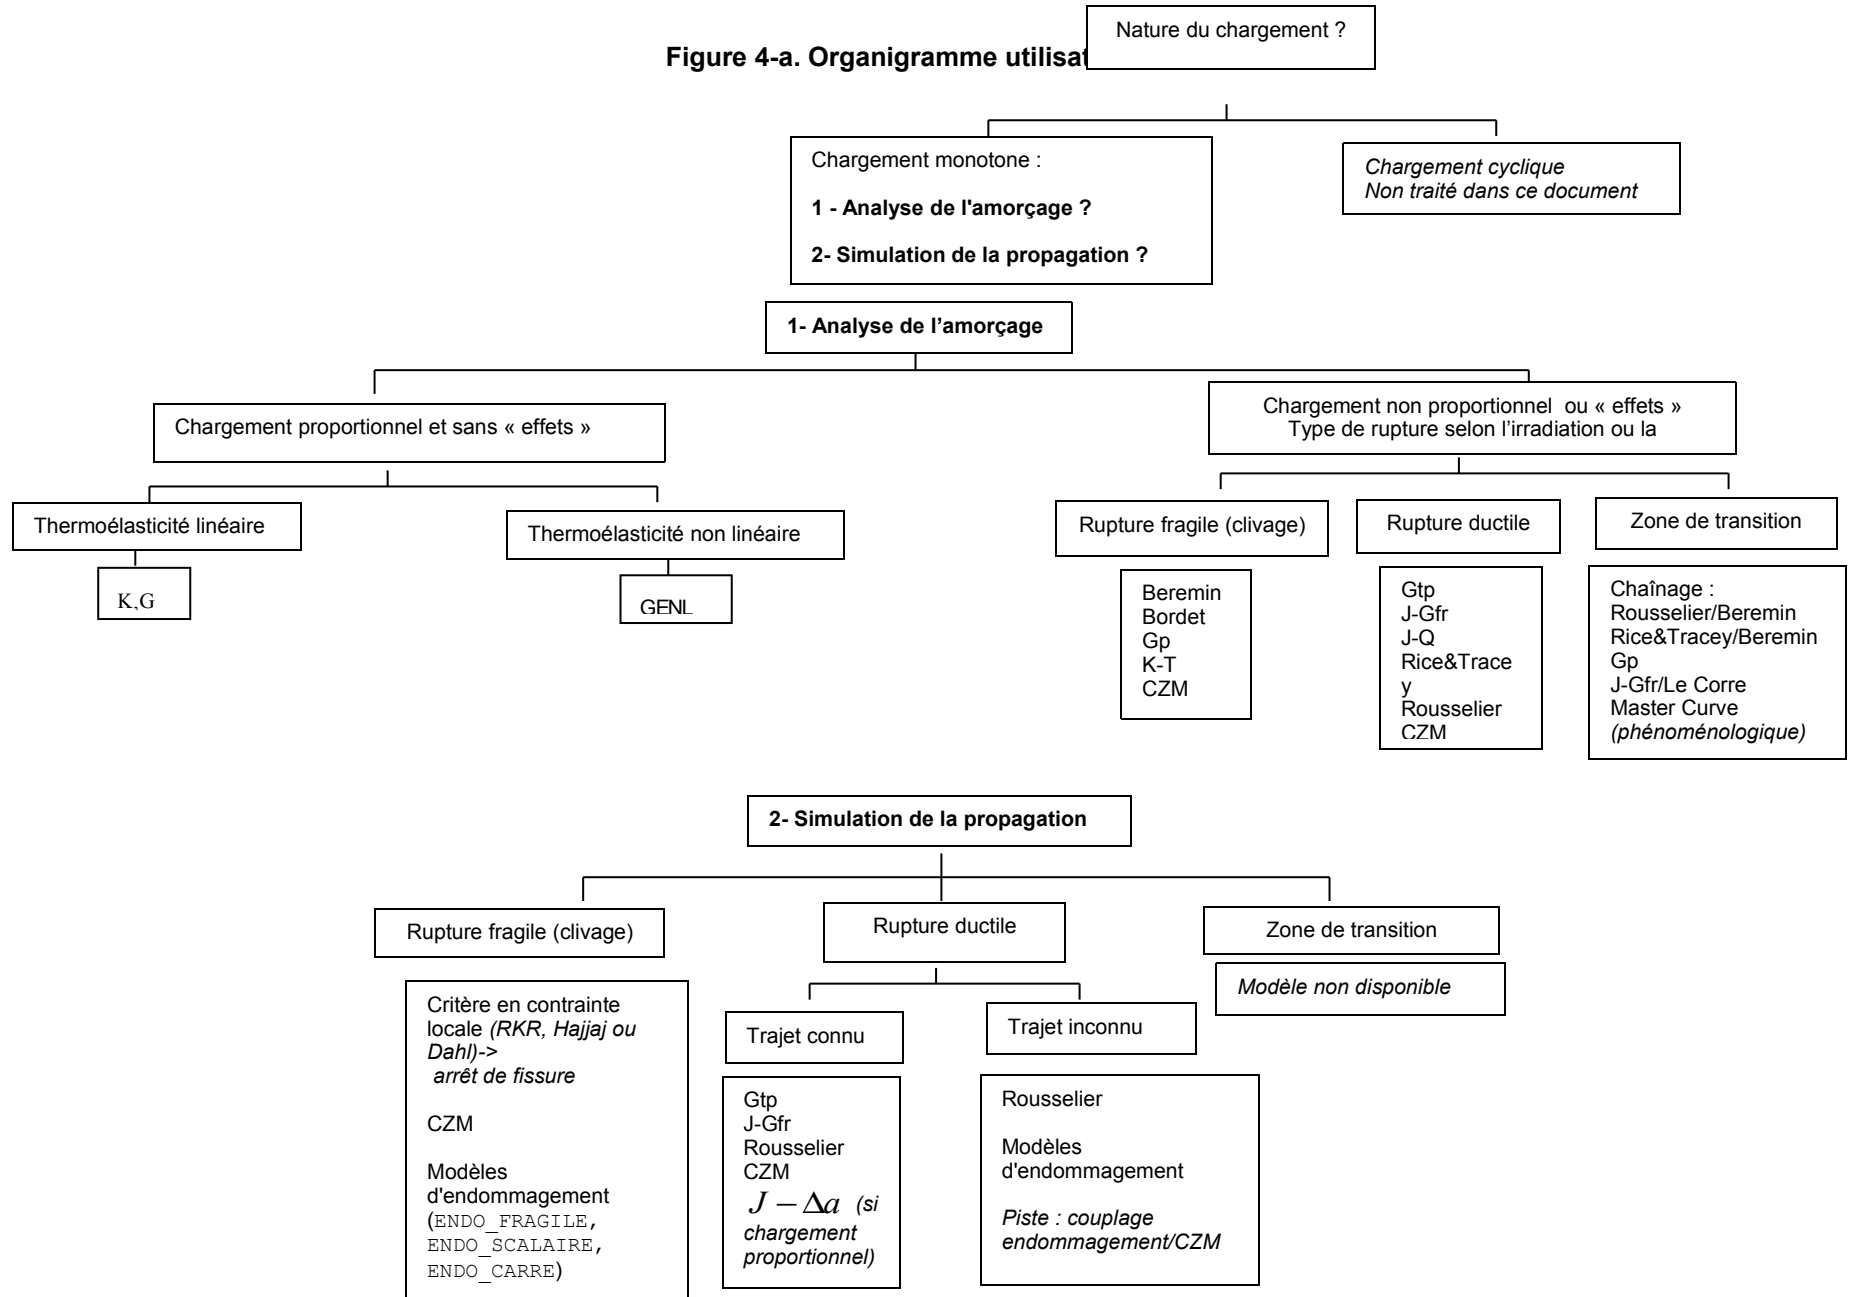 Nature du chargement ?
Figure 4-a. Organigramme utilisat
Chargement monotone :
1 - Analyse de l'amorçage ?
2- Simulation de la propagation ?
Chargement cyclique
Non traité dans ce document
1- Analyse de l’amorçage
Chargement proportionnel et sans « effets »
Chargement non proportionnel ou « effets »
Type de rupture selon l’irradiation ou la
Thermoélasticité linéaire
K,G
Thermoélasticité non linéaire
GENL
Rupture fragile (clivage)
Beremin
Bordet
Gp
K-T
CZM
Rupture ductile
Gtp
J-Gfr
J-Q
Rice&Trace
y
Rousselier
CZM
Zone de transition
Chaînage :
Rousselier/Beremin
Rice&Tracey/Beremin
Gp
J-Gfr/Le Corre
Master Curve
(phénoménologique)
2- Simulation de la propagation
Rupture fragile (clivage)
Critère en contrainte
locale (RKR, Hajjaj ou
Dahl)->
arrêt de fissure
CZM
Modèles
d'endommagement
(ENDO_FRAGILE,
ENDO_SCALAIRE,
ENDO_CARRE)
Rupture ductile
Trajet connu
Gtp
J-Gfr
Rousselier
CZM
J − Δa (si
chargement
proportionnel)
Trajet inconnu
Rousselier
Modèles
d'endommagement
Piste : couplage
endommagement/CZM
Zone de transition
Modèle non disponible